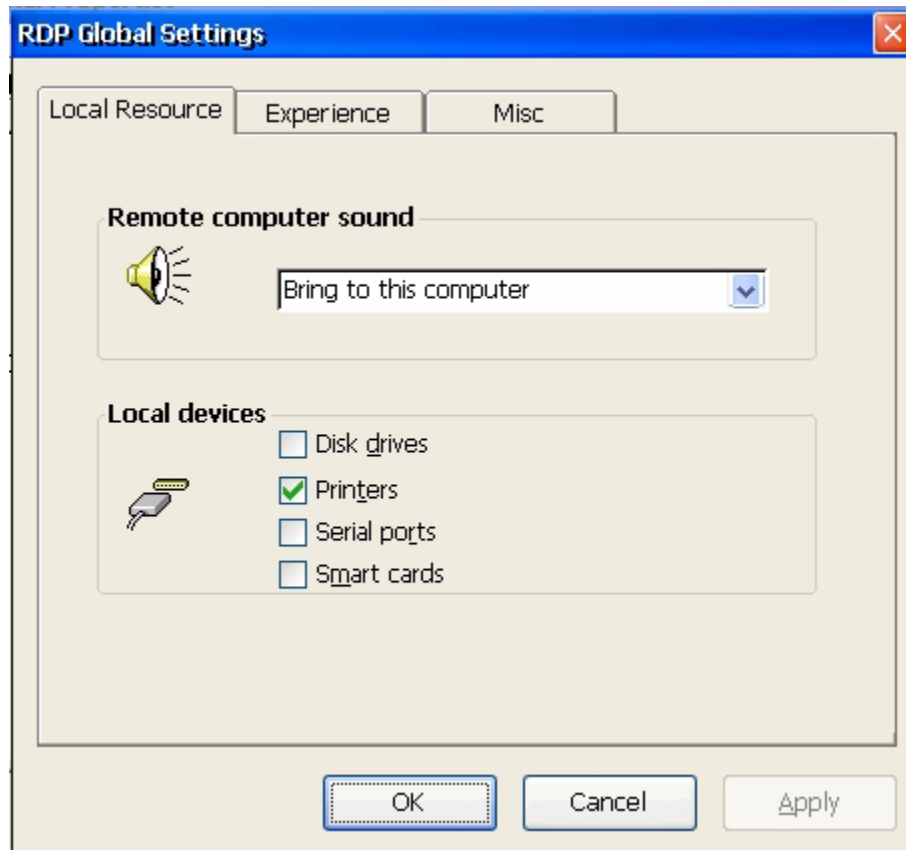 RDP Global Settings
Local Resource
Experience
Misc
Remote computer sound
Bring to this computer
Local devices
Disk drives
Printers
Serial ports
Smart cards
OK
Cancel
Apply